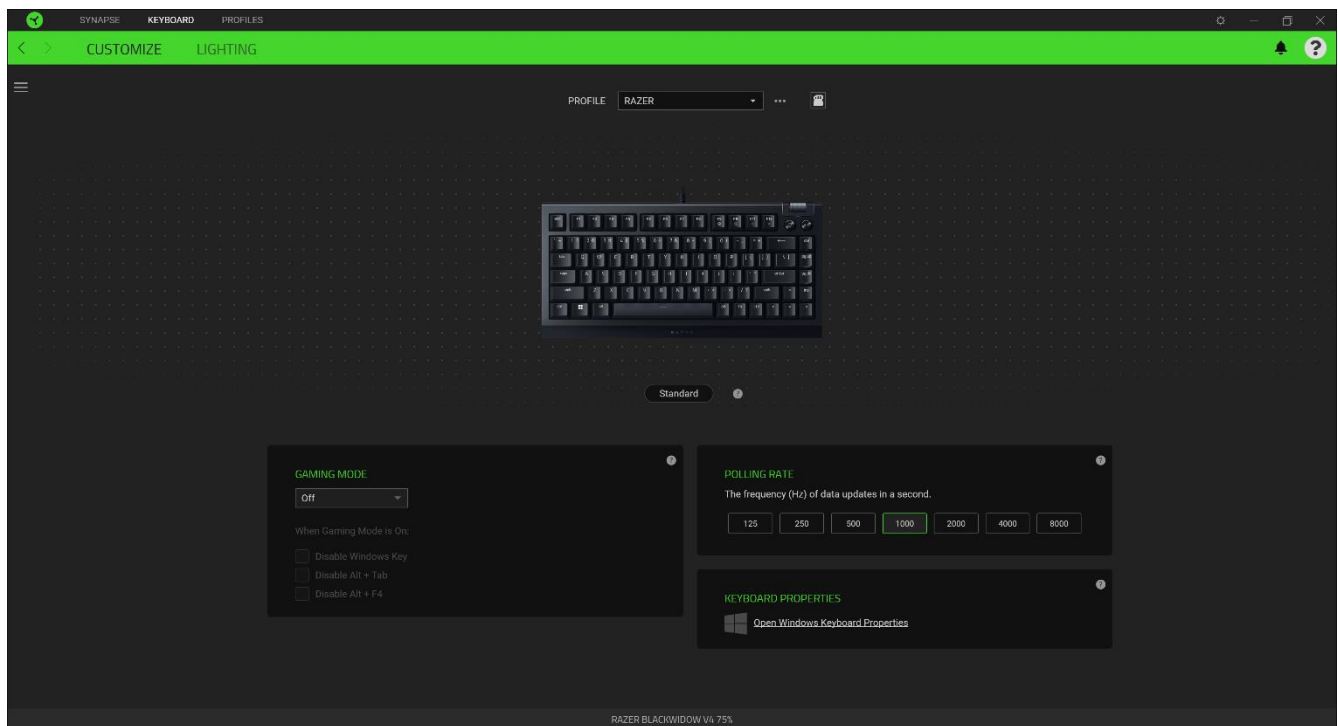 SYNAPSE KEYBOARD PROFILES
CUSTOMIZE LIGHTING
PROFILE RAZER
Standard
GAMING MODE
Off
When Gaming Mode is On:
Disable Windows Key
Disable Alt + Tab
Disable Alt + F4
POLLING RATE
The frequency (Hz) of data updates in a second.
125 250 500 1000 2000 4000 8000
KEYBOARD PROPERTIES
Open Windows Keyboard Properties
RAZER BLACKWIDOW V4 75%